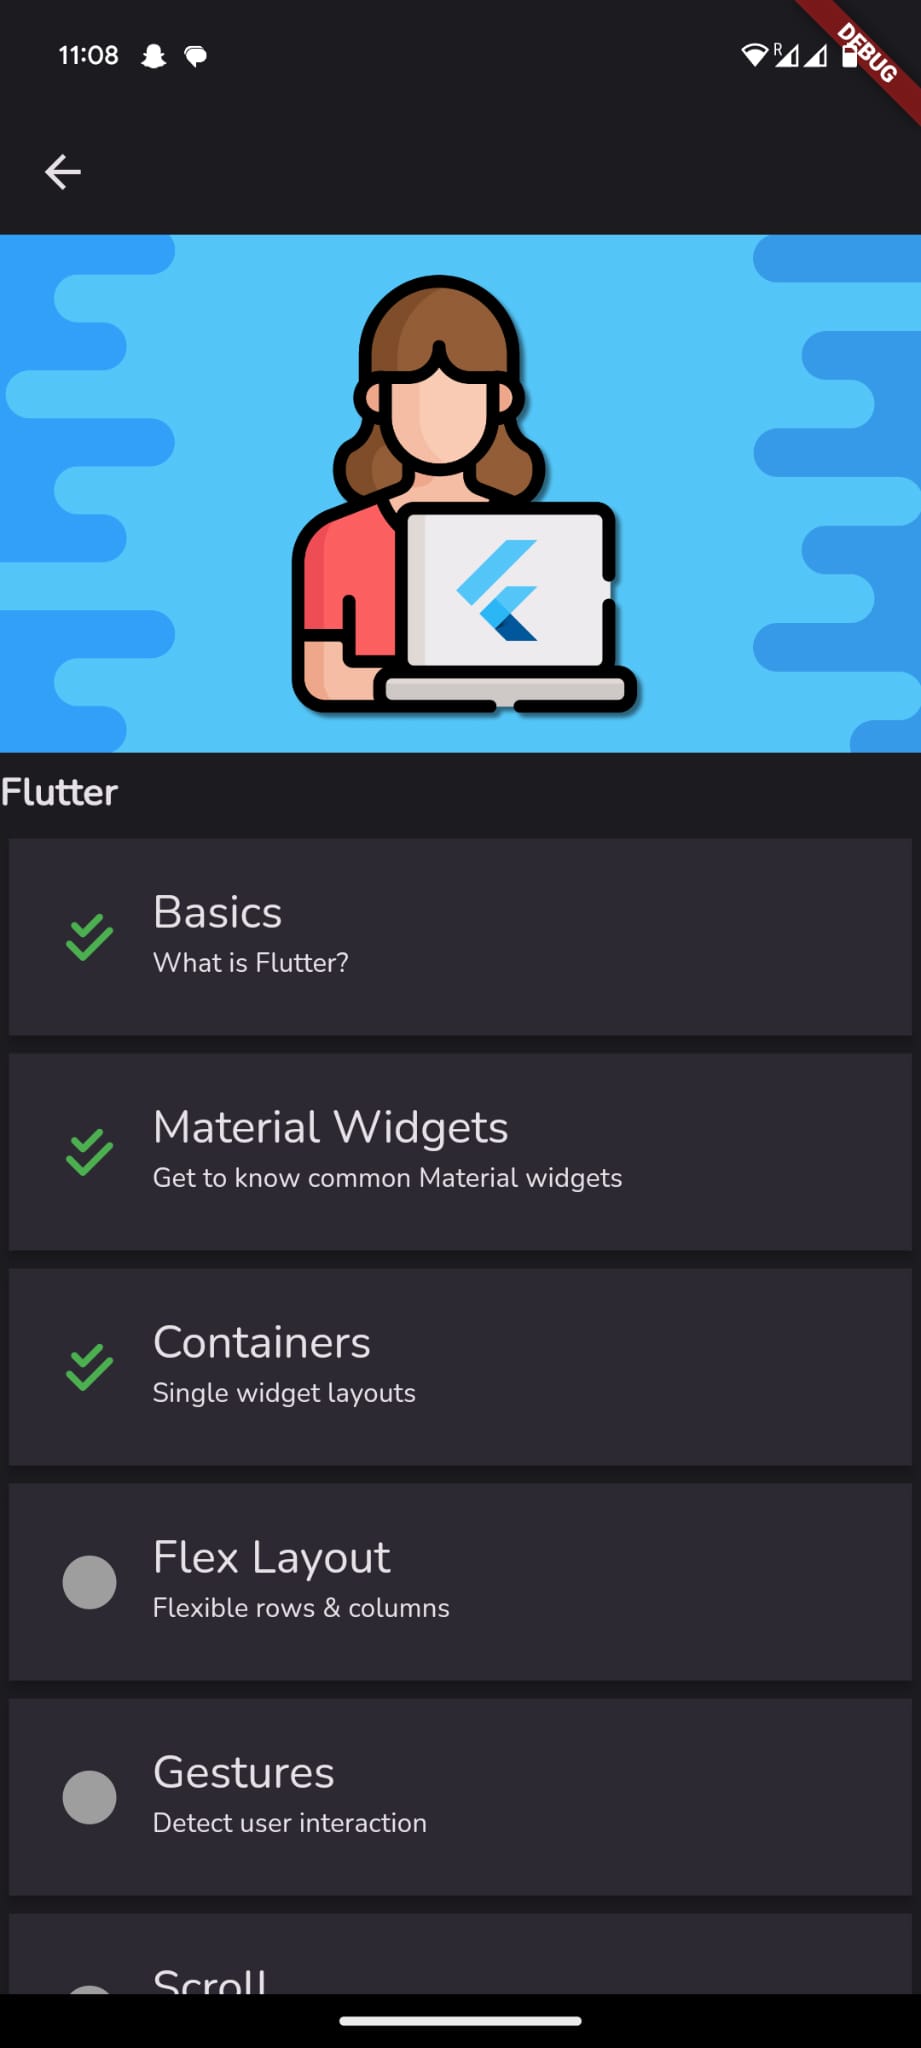 11:08
R
DEBUG
Flutter
Basics
What is Flutter?
Material Widgets
Get to know common Material widgets
Containers
Single widget layouts
Flex Layout
Flexible rows & columns
Gestures
Detect user interaction
Scroll